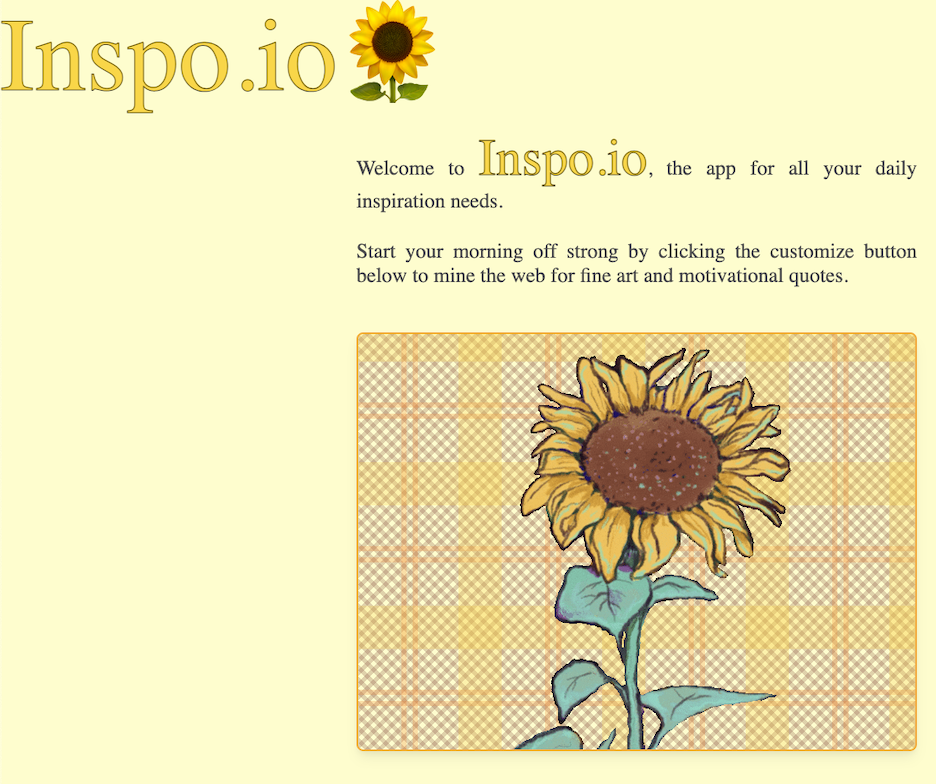 Inspo.io
Welcome to Inspo.io, the app for all your daily
inspiration needs.
Start your morning off strong by clicking the customize button
below to mine the web for fine art and motivational quotes.